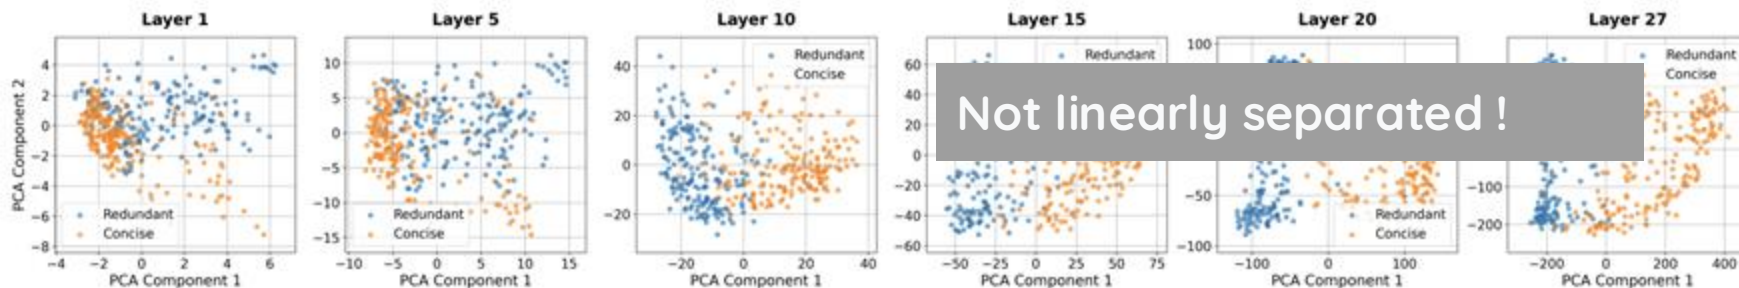 Layer 1
Layer 5
Layer 10
Layer 15
Layer 20
Layer 27
PCA Component 2
4
2
0
−2
−4
−6
−8
Redundant
Concise
−4 −2 0 2 4 6
PCA Component 1
10
5
0
−5
−10
−15
Redundant
Concise
−10 −5 0 5 10 15
PCA Component 1
40
20
0
−20
Redundant
Concise
−20 0 20 40
PCA Component 1
60
40
20
0
−20
−40
−60
Redundant
−50 −25 0 25 50 75
PCA Component 1
100
−50
−100
Redundant
Concise
−100 0 100
PCA Component 1
−100
−200
Redundant
Concise
−200 0 200 400
PCA Component 1
Not linearly separated !